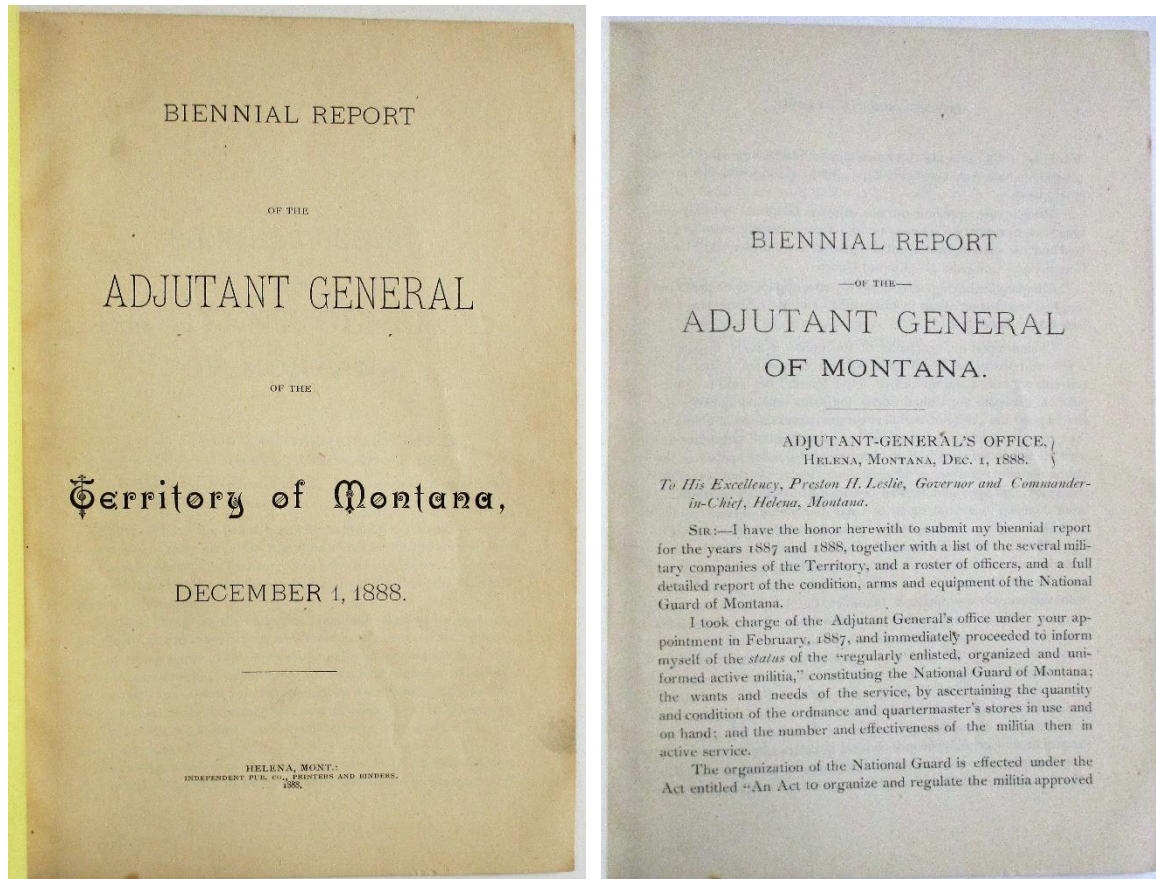 BIENNIAL REPORT
OF THE
ADJUTANT GENERAL
OF THE
Territory of Montana,
DECEMBER 1, 1888.
HELENA, MONT.:
INDEPENDENT PUB. CO., PRINTERS AND BINDERS.
1888.
BIENNIAL REPORT
—OF THE—
ADJUTANT GENERAL
OF MONTANA.
ADJUTANT-GENERAL'S OFFICE,
HELENA, MONTANA, DEC. 1, 1888.
To His Excellency, Preston H. Leslie, Governor and Commander-
in-Chief, Helena, Montana.
SIR:—I have the honor herewith to submit my biennial report
for the years 1887 and 1888, together with a list of the several mili-
tary companies of the Territory, and a roster of officers, and a full
detailed report of the condition, arms and equipment of the National
Guard of Montana.
I took charge of the Adjutant General's office under your ap-
pointment in February, 1887, and immediately proceeded to inform
myself of the status of the "regularly enlisted, organized and uni-
formed active militia," constituting the National Guard of Montana;
the wants and needs of the service, by ascertaining the quantity
and condition of the ordnance and quartermaster's stores in use and
on hand; and the number and effectiveness of the militia then in
active service.
The organization of the National Guard is effected under the
Act entitled "An Act to organize and regulate the militia approved